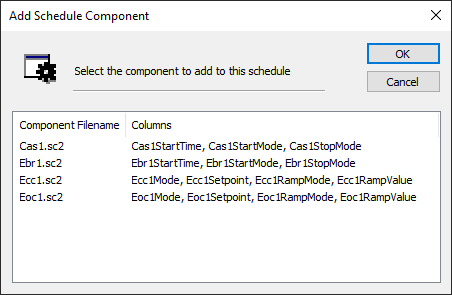 Add Schedule Component
OK
Select the component to add to this schedule
Cancel
Component Filename Columns
Cas1.sc2 Cas1StartTime, Cas1StartMode, Cas1StopMode
Ebr1.sc2 Ebr1StartTime, Ebr1StartMode, Ebr1StopMode
Ecc1.sc2 Ecc1Mode, Ecc1Setpoint, Ecc1RampMode, Ecc1RampValue
Eoc1.sc2 Eoc1Mode, Eoc1Setpoint, Eoc1RampMode, Eoc1RampValue